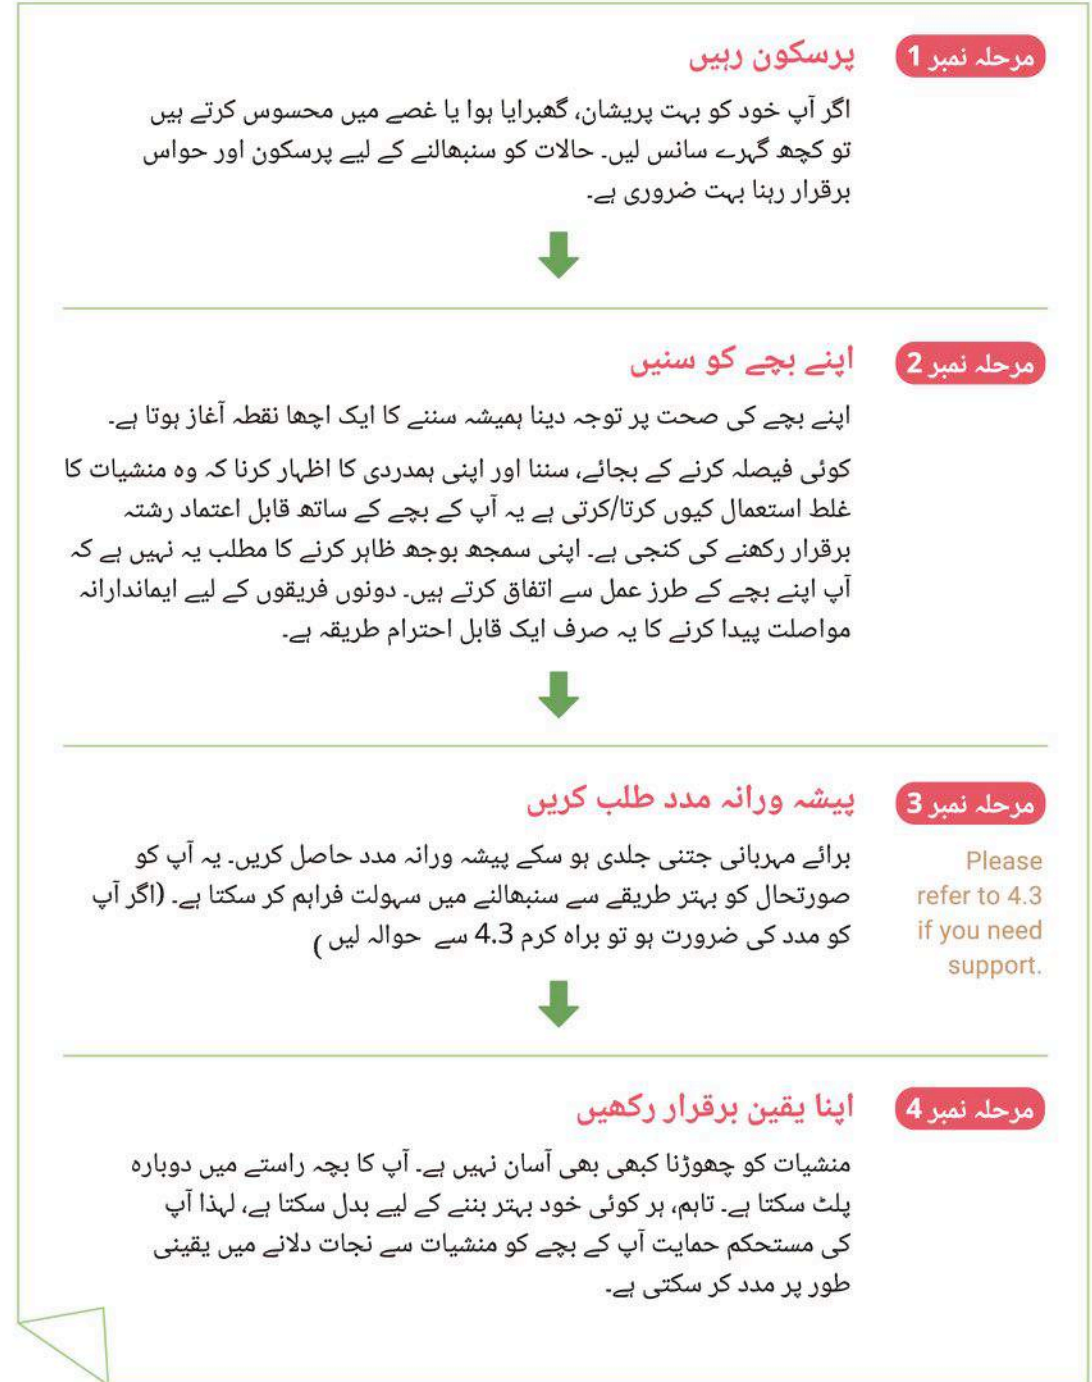 مرحلہ نمبر 1
پرسکون رہیں
اگر آپ خود کو بہت پریشان، گھبرایا ہوا یا غصے میں محسوس کرتے ہیں
تو کچھ گہرے سانس لیں۔ حالات کو سنبھالنے کے لیے پرسکون اور حواس
برقرار رہنا بہت ضروری ہے۔
مرحلہ نمبر 2
اپنے بچے کو سنیں
اپنے بچے کی صحت پر توجہ دینا ہمیشہ سننے کا ایک اچھا نقطہ آغاز ہوتا ہے۔
کوئی فیصلہ کرنے کے بجائے، سننا اور اپنی ہمدردی کا اظہار کرنا کہ وہ منشیات کا
غلط استعمال کیوں کرتا/کرتی ہے یہ آپ کے بچے کے ساتھ قابل اعتماد رشتہ
برقرار رکھنے کی کنجی ہے۔ اپنی سمجھ بوجھ ظاہر کرنے کا مطلب یہ نہیں ہے کہ
آپ اپنے بچے کے طرز عمل سے اتفاق کرتے ہیں۔ دونوں فریقوں کے لیے ایماندارانہ
مواصلت پیدا کرنے کا یہ صرف ایک قابل احترام طریقہ ہے۔
مرحلہ نمبر 3
پیشہ ورانہ مدد طلب کریں
برائے مہربانی جتنی جلدی ہو سکے پیشہ ورانہ مدد حاصل کریں۔ یہ آپ کو
صورتحال کو بہتر طریقے سے سنبھالنے میں سہولت فراہم کر سکتا ہے۔ (اگر آپ
کو مدد کی ضرورت ہو تو براہ کرم 4.3 سے حوالہ لیں)
Please
refer to 4.3
if you need
support.
مرحلہ نمبر 4
اپنا یقین برقرار رکھیں
منشیات کو چھوڑنا کبھی بھی آسان نہیں ہے۔ آپ کا بچہ راستے میں دوبارہ
پلٹ سکتا ہے۔ تاہم، ہر کوئی خود بہتر بننے کے لیے بدل سکتا ہے، لہذا آپ
کی مستحکم حمایت آپ کے بچے کو منشیات سے نجات دلانے میں یقینی
طور پر مدد کر سکتی ہے۔